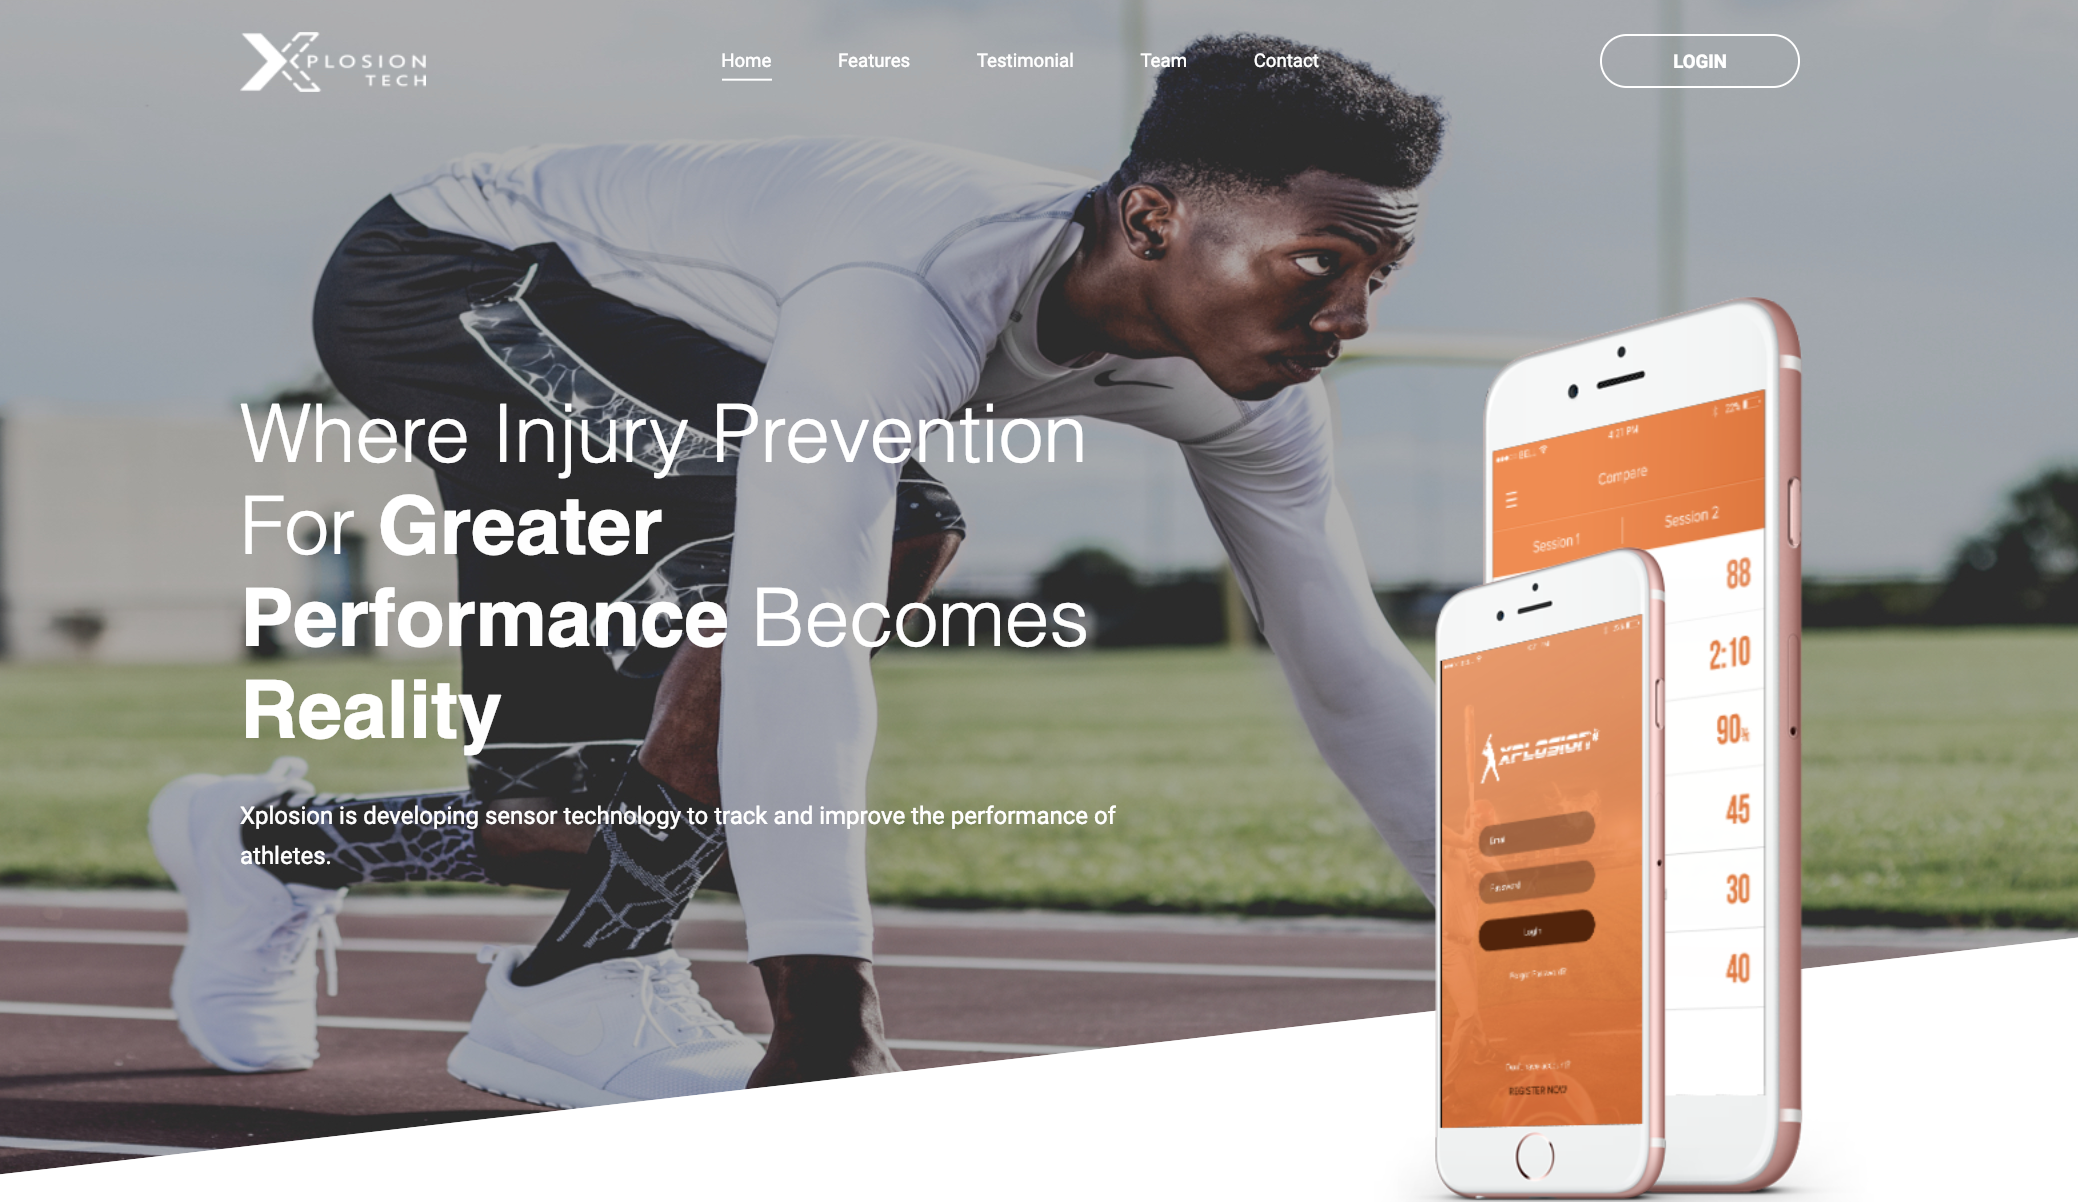 XPLOSION
TECH
Home
Features
Testimonial
Team
Contact
LOGIN
Where Injury Prevention
For Greater
Performance Becomes
Reality
Xplosion is developing sensor technology to track and improve the performance of
athletes.
22%
4:21 PM
BELL
Compare
Session 1
Session 2
88
2:10
90%
45
30
40
XPLOSION
Email
Password
Login
Forgot Password?
REGISTER NOW!